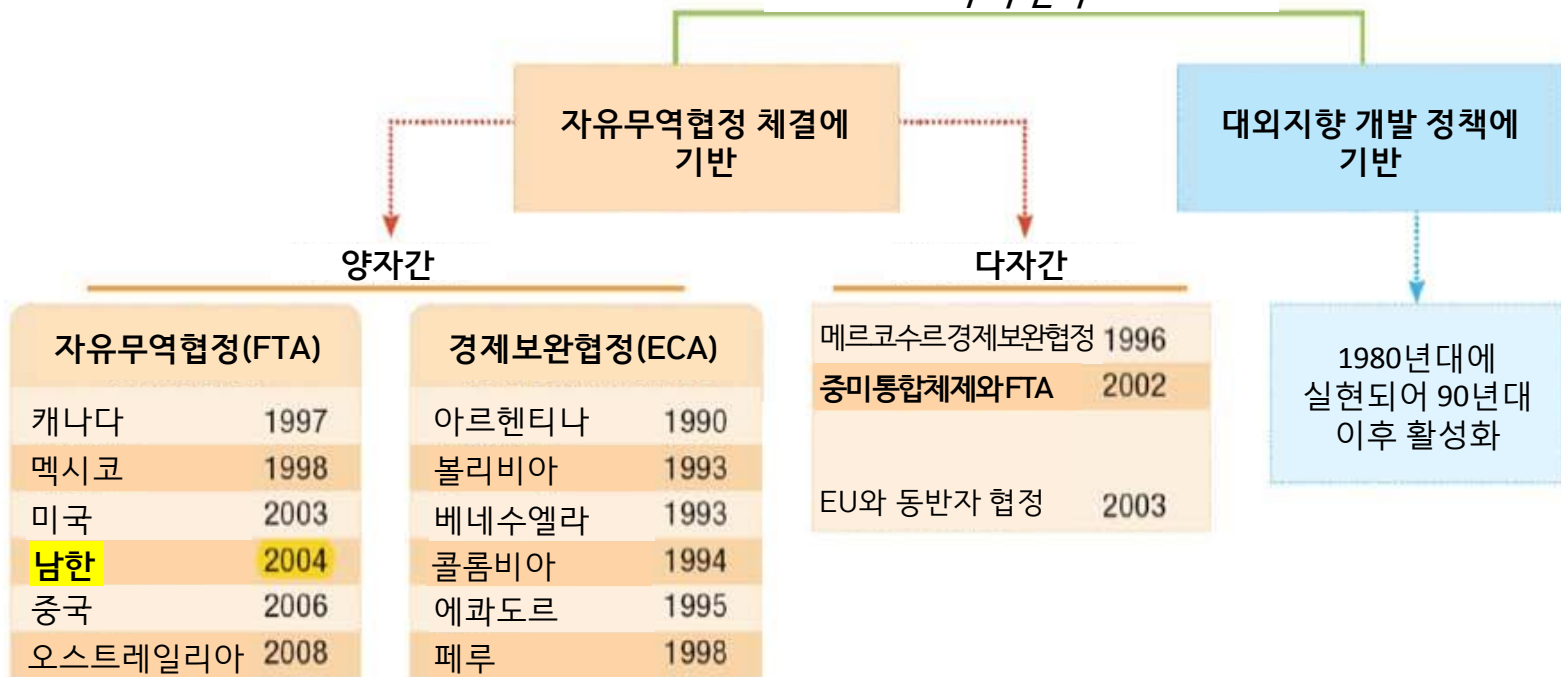 자유무역협정 체결에
기반
대외지향 개발 정책에
기반
양자간
다자간
자유무역협정(FTA)
캐나다 1997
멕시코 1998
미국 2003
남한 2004
중국 2006
오스트레일리아 2008
경제보완협정(ECA)
아르헨티나 1990
볼리비아 1993
베네수엘라 1993
콜롬비아 1994
에콰도르 1995
페루 1998
메르코수르경제보완협정 1996
중미통합체제와FTA 2002
EU와 동반자 협정 2003
1980년대에
실현되어 90년대
이후 활성화